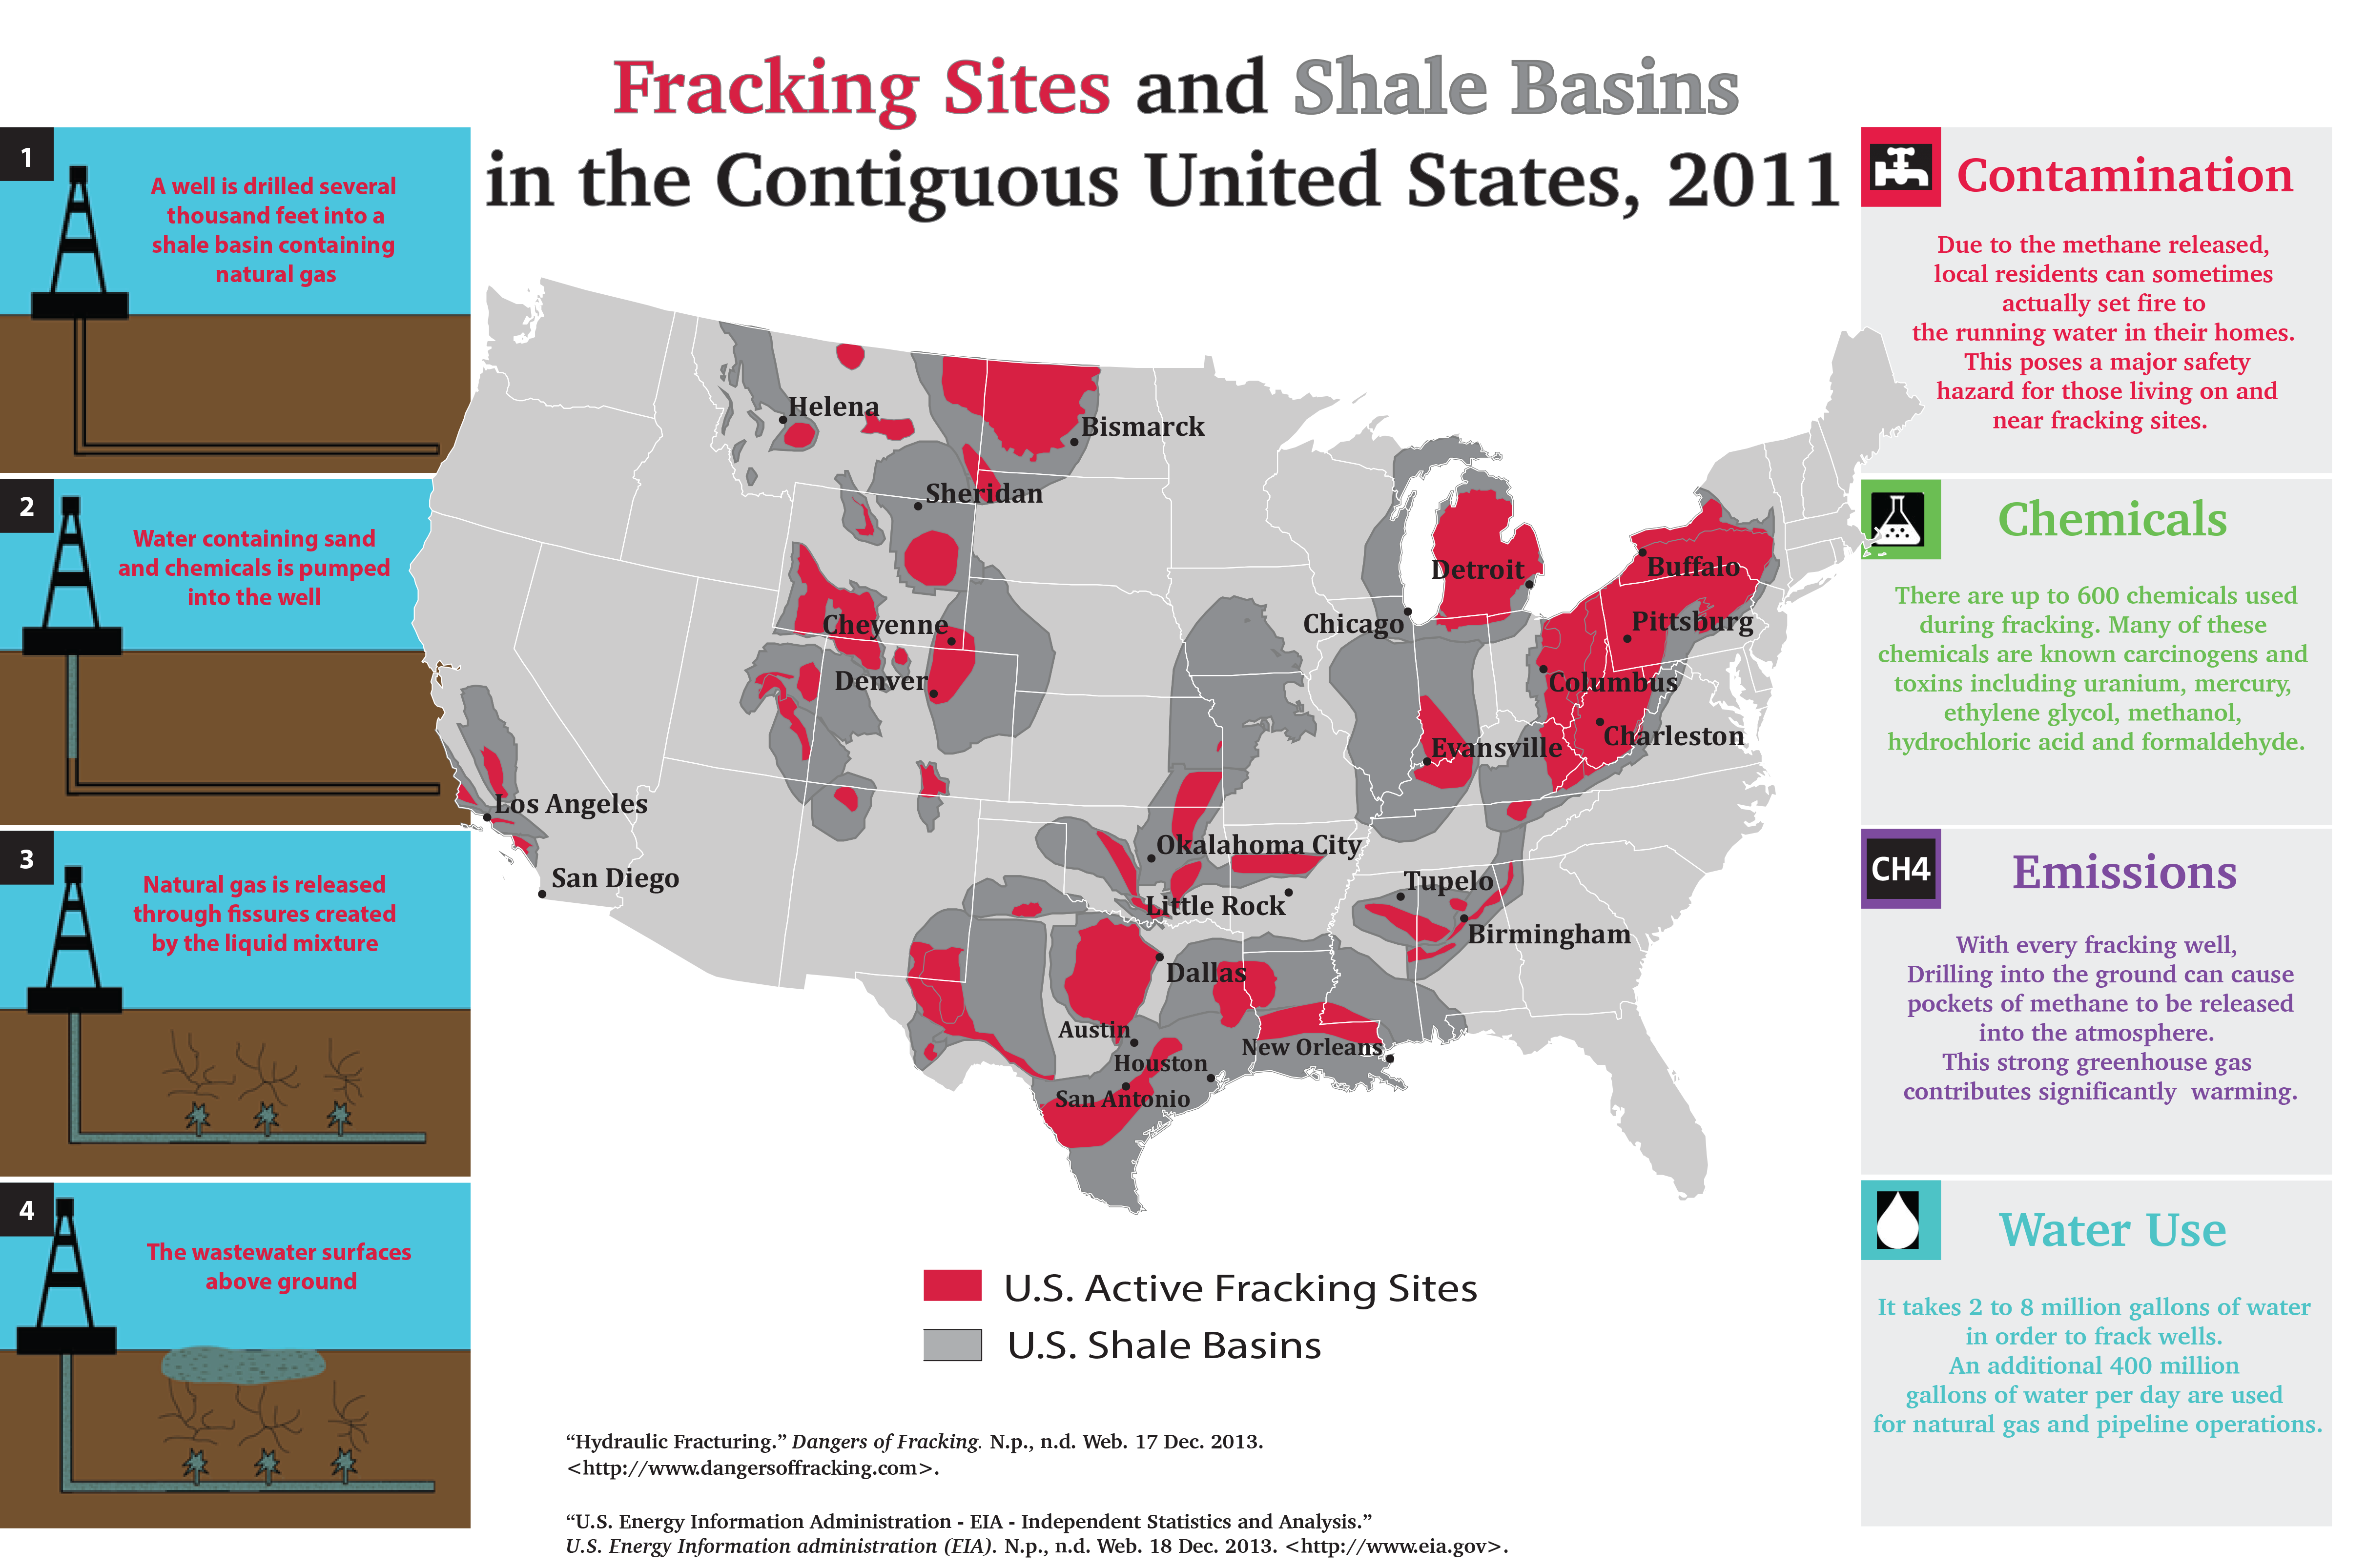 Fracking Sites and Shale Basins
in the Contiguous United States, 2011
1
A well is drilled several
thousand feet into a
shale basin containing
natural gas
2
Water containing sand
and chemicals is pumped
into the well
3
Natural gas is released
through fissures created
by the liquid mixture
4
The wastewater surfaces
above ground
Helena
Bismarck
Sheridan
Cheyenne
Denver
Los Angeles
San Diego
Okalahoma City
Little Rock
Dallas
Austin
Houston
San Antonio
New Orleans
Tupelo
Birmingham
Evansville
Chicago
Detroit
Buffalo
Pittsburg
Columbus
Charleston
U.S. Active Fracking Sites
U.S. Shale Basins
“Hydraulic Fracturing.” Dangers of Fracking. N.p., n.d. Web. 17 Dec. 2013.
<http://www.dangersoffracking.com>.
“U.S. Energy Information Administration - EIA - Independent Statistics and Analysis.”
U.S. Energy Information administration (EIA). N.p., n.d. Web. 18 Dec. 2013. <http://www.eia.gov>.
Contamination
Due to the methane released,
local residents can sometimes
actually set fire to
the running water in their homes.
This poses a major safety
hazard for those living on and
near fracking sites.
Chemicals
There are up to 600 chemicals used
during fracking. Many of these
chemicals are known carcinogens and
toxins including uranium, mercury,
ethylene glycol, methanol,
hydrochloric acid and formaldehyde.
CH4
Emissions
With every fracking well,
Drilling into the ground can cause
pockets of methane to be released
into the atmosphere.
This strong greenhouse gas
contributes significantly  warming.
Water Use
It takes 2 to 8 million gallons of water
in order to frack wells.
An additional 400 million
gallons of water per day are used
for natural gas and pipeline operations.